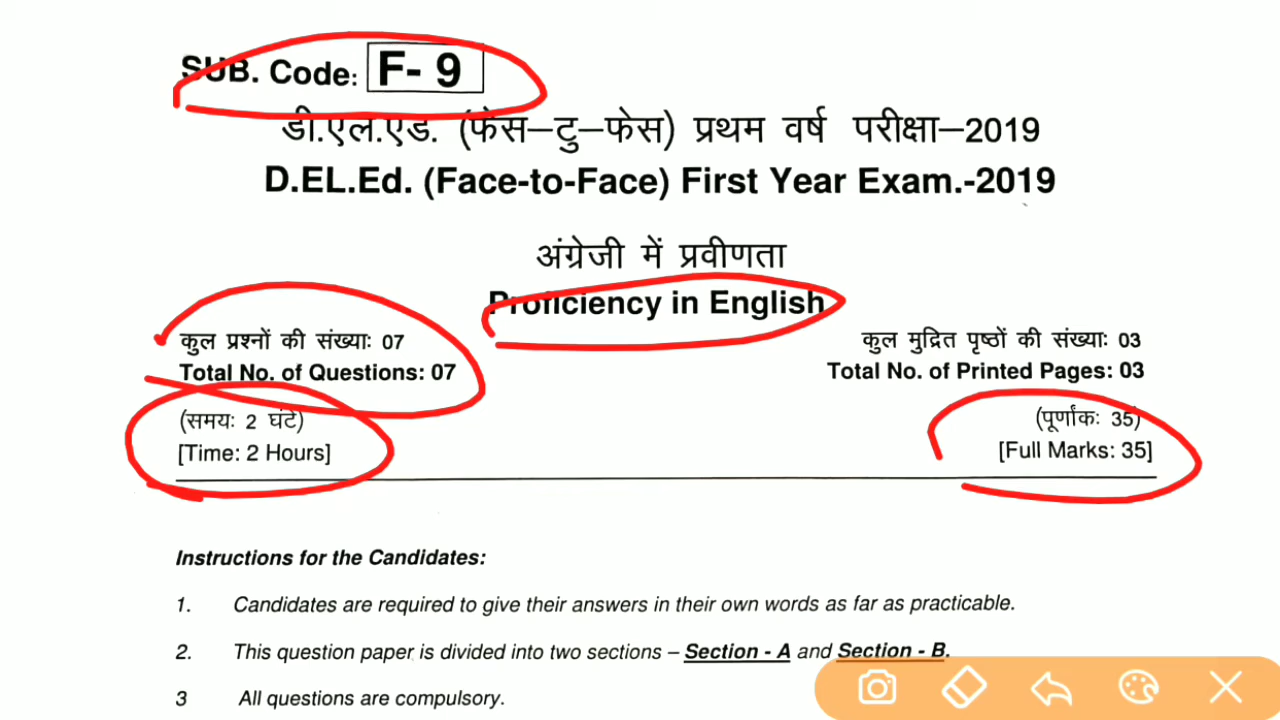 SUB. Code: F- 9
डी.एल.एड. (फेस–टु–फेस) प्रथम वर्ष परीक्षा–2019
D.EL.Ed. (Face-to-Face) First Year Exam.-2019
अंग्रेजी में प्रवीणता
Proficiency in English
कुल प्रश्नों की संख्याः 07 कुल मुद्रित पृष्ठों की संख्याः 03
Total No. of Questions: 07 Total No. of Printed Pages: 03
(समयः 2 घंटे) (पूर्णांकः 35)
[Time: 2 Hours] [Full Marks: 35]
Instructions for the Candidates:
1. Candidates are required to give their answers in their own words as far as practicable.
2. This question paper is divided into two sections – Section - A and Section - B.
3 All questions are compulsory.